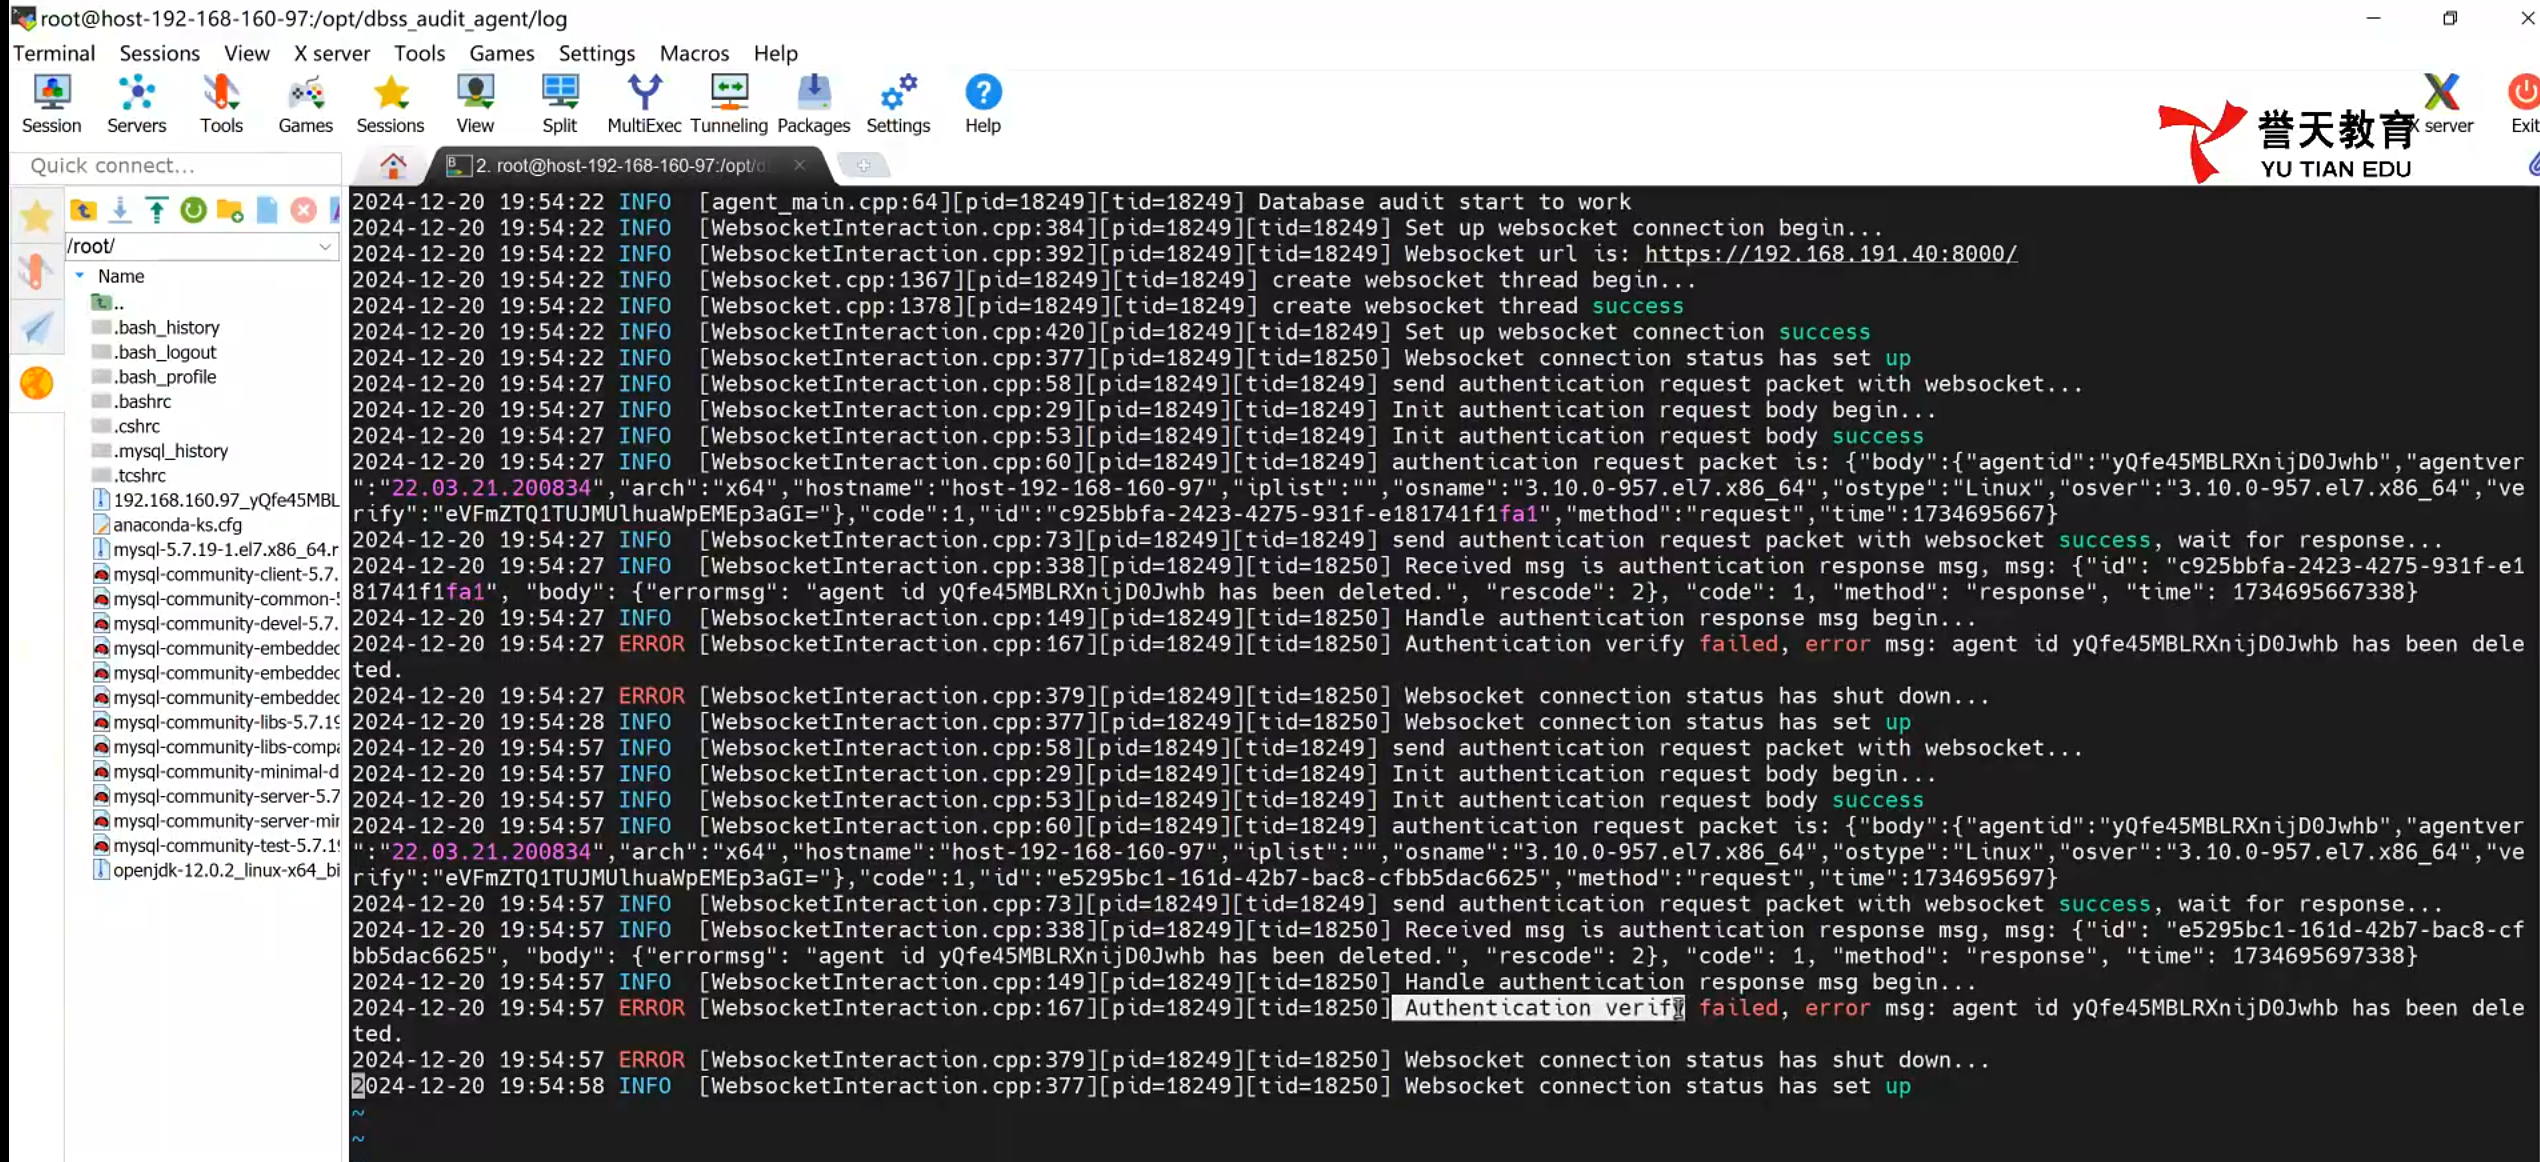 root@host-192-168-160-97:/opt/dbss_audit_agent/log
Terminal Sessions View X server Tools Games Settings Macros Help
Session Servers Tools Games Sessions View Split MultiExec Tunneling Packages Settings Help
X server Exit
誉天教育
YU TIAN EDU
Quick connect...
2. root@host-192-168-160-97:/opt/d
/root/
Name
..
.bash_history
.bash_logout
.bash_profile
.bashrc
.cshrc
.mysql_history
.tcshrc
192.168.160.97_yQfe45MBL
anaconda-ks.cfg
mysql-5.7.19-1.el7.x86_64.r
mysql-community-client-5.7.
mysql-community-common-5
mysql-community-devel-5.7.
mysql-community-embedded
mysql-community-embedded
mysql-community-embedded
mysql-community-libs-5.7.19
mysql-community-libs-compa
mysql-community-minimal-d
mysql-community-server-5.7
mysql-community-server-min
mysql-community-test-5.7.19
openjdk-12.0.2_linux-x64_bi
2024-12-20 19:54:22 INFO  [agent_main.cpp:64][pid=18249][tid=18249] Database audit start to work
2024-12-20 19:54:22 INFO  [WebsocketInteraction.cpp:384][pid=18249][tid=18249] Set up websocket connection begin...
2024-12-20 19:54:22 INFO  [WebsocketInteraction.cpp:392][pid=18249][tid=18249] Websocket url is: https://192.168.191.40:8000/
2024-12-20 19:54:22 INFO  [Websocket.cpp:1367][pid=18249][tid=18249] create websocket thread begin...
2024-12-20 19:54:22 INFO  [Websocket.cpp:1378][pid=18249][tid=18249] create websocket thread success
2024-12-20 19:54:22 INFO  [WebsocketInteraction.cpp:420][pid=18249][tid=18249] Set up websocket connection success
2024-12-20 19:54:22 INFO  [WebsocketInteraction.cpp:377][pid=18249][tid=18250] Websocket connection status has set up
2024-12-20 19:54:27 INFO  [WebsocketInteraction.cpp:58][pid=18249][tid=18249] send authentication request packet with websocket...
2024-12-20 19:54:27 INFO  [WebsocketInteraction.cpp:29][pid=18249][tid=18249] Init authentication request body begin...
2024-12-20 19:54:27 INFO  [WebsocketInteraction.cpp:53][pid=18249][tid=18249] Init authentication request body success
2024-12-20 19:54:27 INFO  [WebsocketInteraction.cpp:60][pid=18249][tid=18249] authentication request packet is: {"body":{"agentid":"yQfe45MBLRXnijD0Jwhb","agentver
":"22.03.21.200834","arch":"x64","hostname":"host-192-168-160-97","iplist":"","osname":"3.10.0-957.el7.x86_64","ostype":"Linux","osver":"3.10.0-957.el7.x86_64","ve
rify":"eVFmZTQ1TUJMUlhuaWpEMEp3aGI="},"code":1,"id":"c925bbfa-2423-4275-931f-e181741f1fa1","method":"request","time":1734695667}
2024-12-20 19:54:27 INFO  [WebsocketInteraction.cpp:73][pid=18249][tid=18249] send authentication request packet with websocket success, wait for response...
2024-12-20 19:54:27 INFO  [WebsocketInteraction.cpp:338][pid=18249][tid=18250] Received msg is authentication response msg, msg: {"id": "c925bbfa-2423-4275-931f-e1
81741f1fa1", "body": {"errormsg": "agent id yQfe45MBLRXnijD0Jwhb has been deleted.", "rescode": 2}, "code": 1, "method": "response", "time": 1734695667338}
2024-12-20 19:54:27 INFO  [WebsocketInteraction.cpp:149][pid=18249][tid=18250] Handle authentication response msg begin...
2024-12-20 19:54:27 ERROR [WebsocketInteraction.cpp:167][pid=18249][tid=18250] Authentication verify failed, error msg: agent id yQfe45MBLRXnijD0Jwhb has been dele
ted.
2024-12-20 19:54:27 ERROR [WebsocketInteraction.cpp:379][pid=18249][tid=18250] Websocket connection status has shut down...
2024-12-20 19:54:28 INFO  [WebsocketInteraction.cpp:377][pid=18249][tid=18250] Websocket connection status has set up
2024-12-20 19:54:57 INFO  [WebsocketInteraction.cpp:58][pid=18249][tid=18249] send authentication request packet with websocket...
2024-12-20 19:54:57 INFO  [WebsocketInteraction.cpp:29][pid=18249][tid=18249] Init authentication request body begin...
2024-12-20 19:54:57 INFO  [WebsocketInteraction.cpp:53][pid=18249][tid=18249] Init authentication request body success
2024-12-20 19:54:57 INFO  [WebsocketInteraction.cpp:60][pid=18249][tid=18249] authentication request packet is: {"body":{"agentid":"yQfe45MBLRXnijD0Jwhb","agentver
":"22.03.21.200834","arch":"x64","hostname":"host-192-168-160-97","iplist":"","osname":"3.10.0-957.el7.x86_64","ostype":"Linux","osver":"3.10.0-957.el7.x86_64","ve
rify":"eVFmZTQ1TUJMUlhuaWpEMEp3aGI="},"code":1,"id":"e5295bc1-161d-42b7-bac8-cfbb5dac6625","method":"request","time":1734695697}
2024-12-20 19:54:57 INFO  [WebsocketInteraction.cpp:73][pid=18249][tid=18249] send authentication request packet with websocket success, wait for response...
2024-12-20 19:54:57 INFO  [WebsocketInteraction.cpp:338][pid=18249][tid=18250] Received msg is authentication response msg, msg: {"id": "e5295bc1-161d-42b7-bac8-cf
bb5dac6625", "body": {"errormsg": "agent id yQfe45MBLRXnijD0Jwhb has been deleted.", "rescode": 2}, "code": 1, "method": "response", "time": 1734695697338}
2024-12-20 19:54:57 INFO  [WebsocketInteraction.cpp:149][pid=18249][tid=18250] Handle authentication response msg begin...
2024-12-20 19:54:57 ERROR [WebsocketInteraction.cpp:167][pid=18249][tid=18250] Authentication verify failed, error msg: agent id yQfe45MBLRXnijD0Jwhb has been dele
ted.
2024-12-20 19:54:57 ERROR [WebsocketInteraction.cpp:379][pid=18249][tid=18250] Websocket connection status has shut down...
2024-12-20 19:54:58 INFO  [WebsocketInteraction.cpp:377][pid=18249][tid=18250] Websocket connection status has set up
~
~